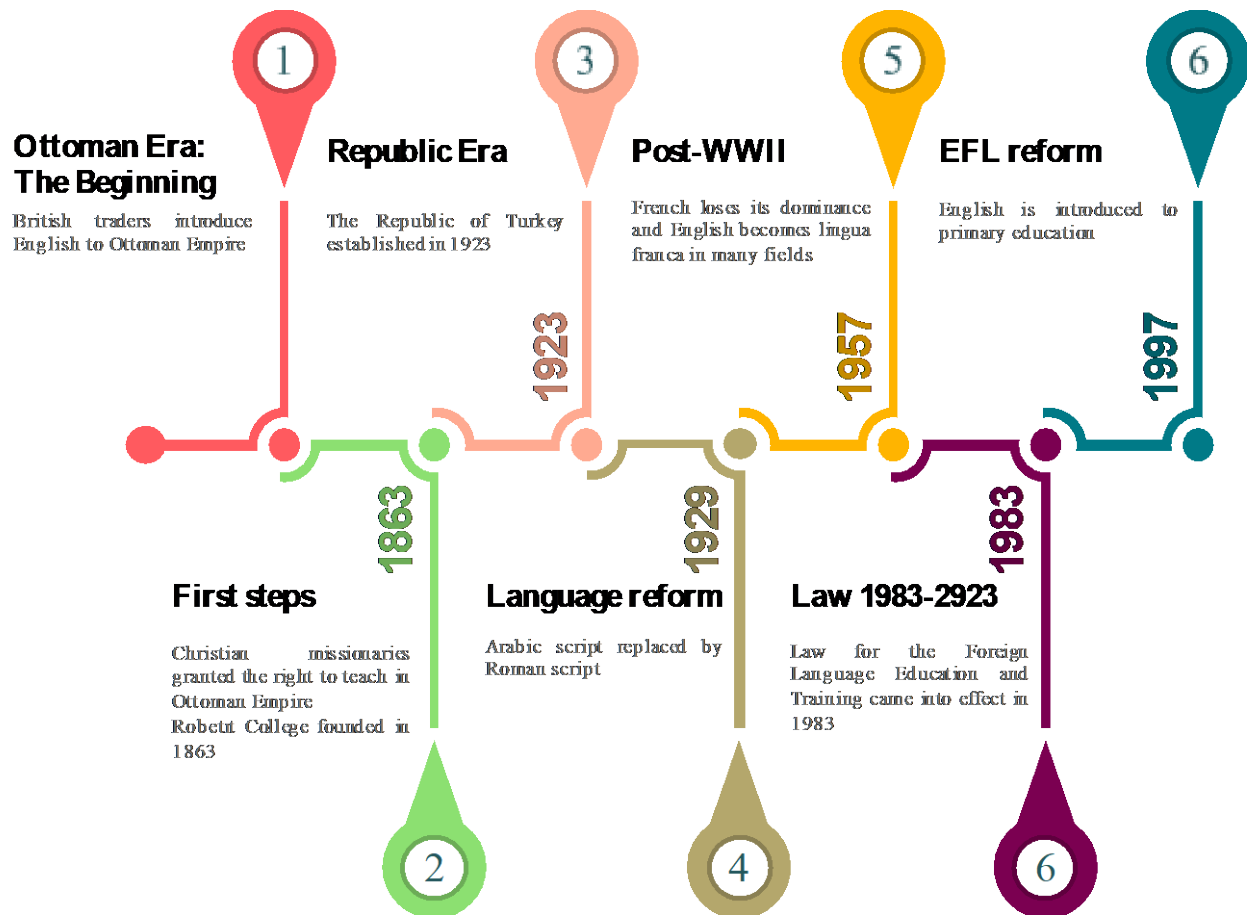 1
Ottoman Era:
The Beginning
British traders introduce
English to Ottoman Empire
1863
First steps
Christian missionaries
granted the right to teach in
Ottoman Empire
Robetrt College founded in
1863
2
3
Republic Era
The Republic of Turkey
established in 1923
1923
1929
Language reform
Arabic script replaced by
Roman script
4
5
Post-WWII
French loses its dominance
and English becomes lingua
franca in many fields
1957
1983
Law 1983-2923
Law for the Foreign
Language Education and
Training came into effect in
1983
6
6
EFL reform
English is introduced to
primary education
1997